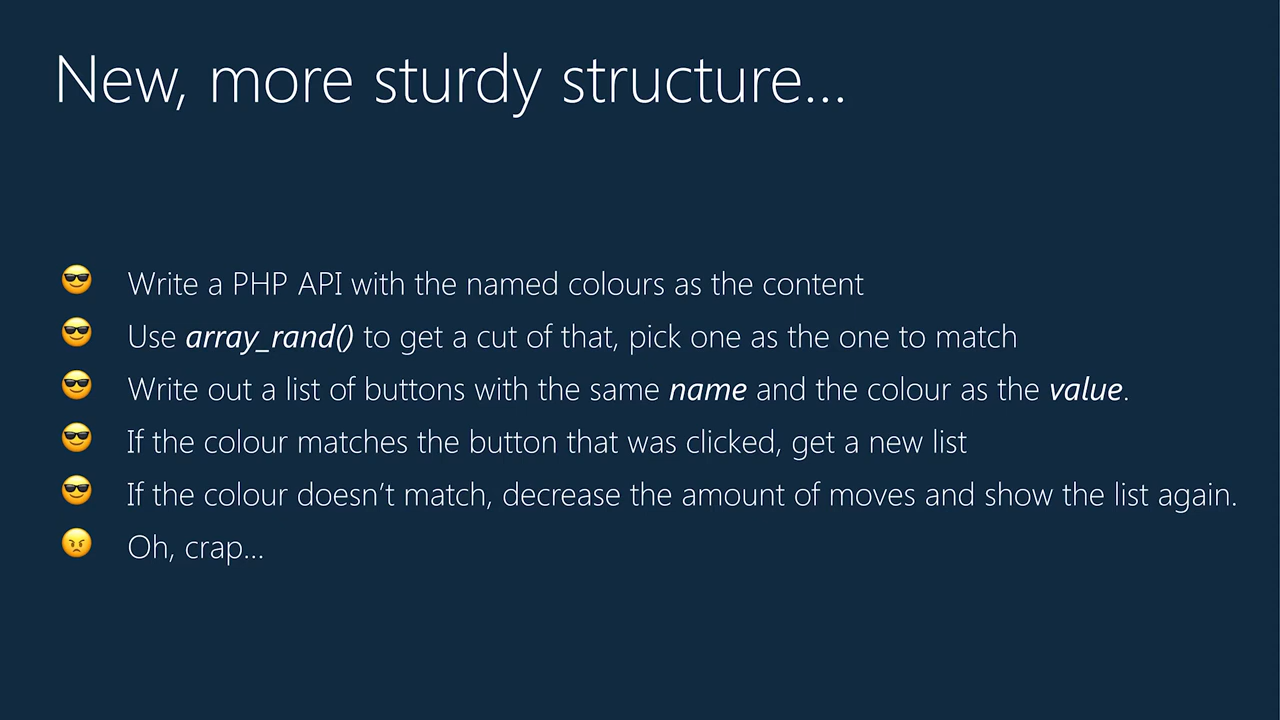 New, more sturdy structure...
😎 Write a PHP API with the named colours as the content
😎 Use array_rand() to get a cut of that, pick one as the one to match
😎 Write out a list of buttons with the same name and the colour as the value.
😎 If the colour matches the button that was clicked, get a new list
😎 If the colour doesn’t match, decrease the amount of moves and show the list again.
😠 Oh, crap...